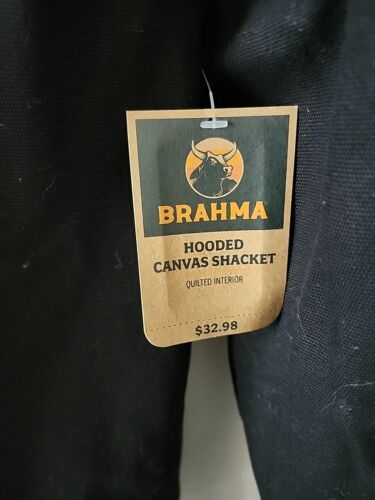 BRAHMA
HOODED
CANVAS SHACKET
QUILTED INTERIOR
$32.98